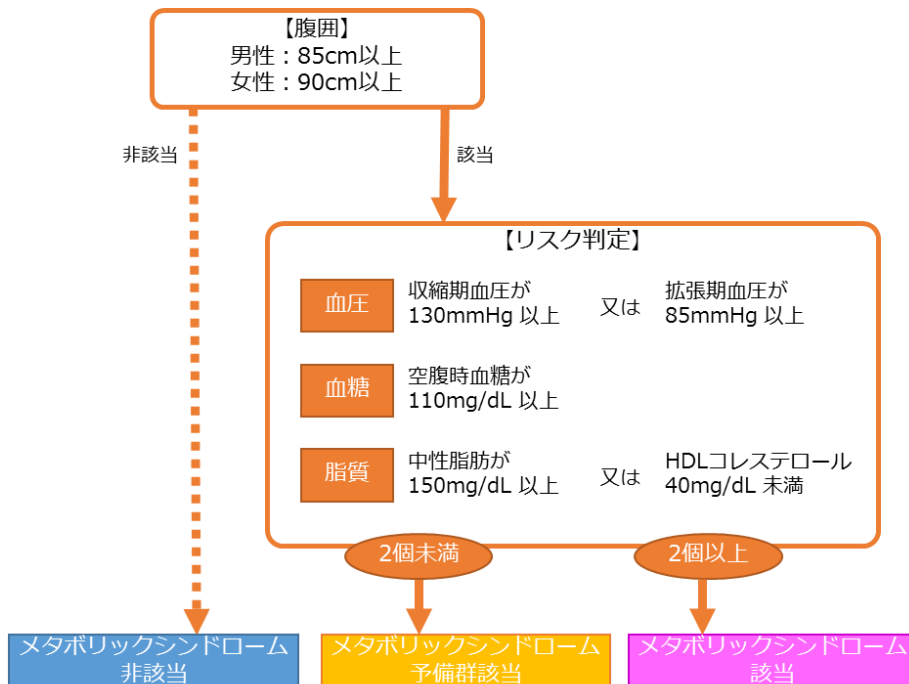 【腹囲】
男性：85cm以上
女性：90cm以上
非該当
該当
【リスク判定】
血圧
収縮期血圧が
130mmHg 以上
又は
拡張期血圧が
85mmHg 以上
血糖
空腹時血糖が
110mg/dL 以上
脂質
中性脂肪が
150mg/dL 以上
又は
HDLコレステロール
40mg/dL 未満
2個未満
2個以上
メタボリックシンドローム
非該当
メタボリックシンドローム
予備群該当
メタボリックシンドローム
該当